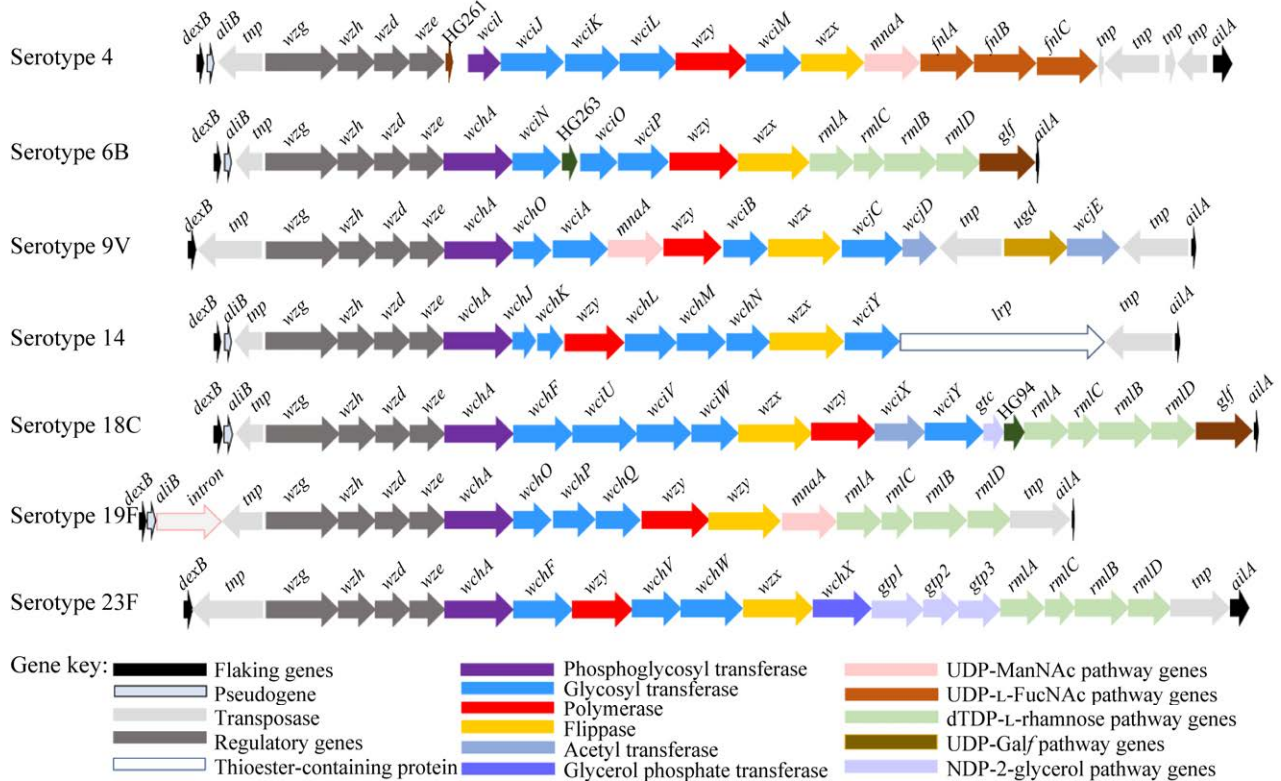 dexB aliB tnp wzg wzh wzd wze HG261 wciI wciJ wciK wciL wzy wciM wzx mnaA fnlA fnlB fnlC tnp tnp tnp tnp ailA
Serotype 4
dexB aliB tnp wzg wzh wzd wze wchA wciN HG263 wciO wciP wzy wzx rmlA rmlC rmlB rmlD glf ailA
Serotype 6B
dexB tnp wzg wzh wzd wze wchA wchO wciA mnaA wzy wciB wzx wcjC wcjD tnp ugd wcjE tnp ailA
Serotype 9V
dexB aliB tnp wzg wzh wzd wze wchA wchJ wchK wzy wchL wchM wchN wzx wciY lrp tnp ailA
Serotype 14
dexB aliB tnp wzg wzh wzd wze wchA wchF wciU wciV wciW wzx wzy wciX wciY gtc HG94 rmlA rmlC rmlB rmlD glf ailA
Serotype 18C
dexB aliB intron tnp wzg wzh wzd wze wchA wchO wchP wchQ wzy wzy mnaA rmlA rmlC rmlB rmlD tnp ailA
Serotype 19F
dexB tnp wzg wzh wzd wze wchA wchF wzy wchV wchW wzx wchX gtp1 gtp2 gtp3 rmlA rmlC rmlB rmlD tnp ailA
Serotype 23F
Gene key:
Flaking genes
Pseudogene
Transposase
Regulatory genes
Thioester-containing protein
Phosphoglycosyl transferase
Glycosyl transferase
Polymerase
Flippase
Acetyl transferase
Glycerol phosphate transferase
UDP-ManNAc pathway genes
UDP-L-FucNAc pathway genes
dTDP-L-rhamnose pathway genes
UDP-Galf pathway genes
NDP-2-glycerol pathway genes